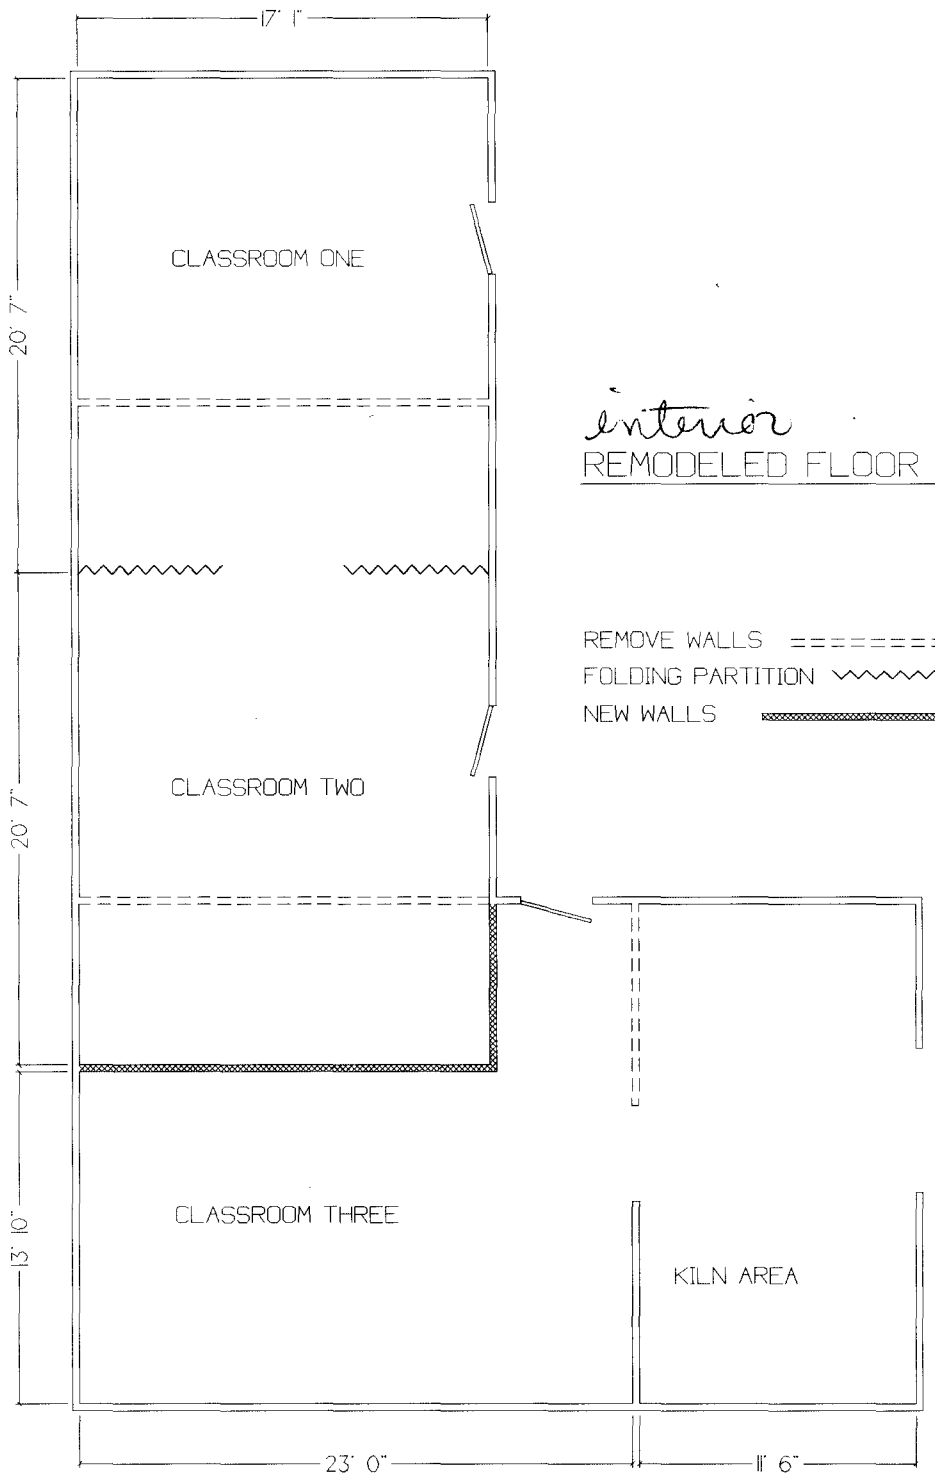 17' 1"
CLASSROOM ONE
20' 7"
interior
REMODELED FLOOR
REMOVE WALLS
FOLDING PARTITION
NEW WALLS
CLASSROOM TWO
20' 7"
CLASSROOM THREE
13' 10"
KILN AREA
23' 0"
11' 6"